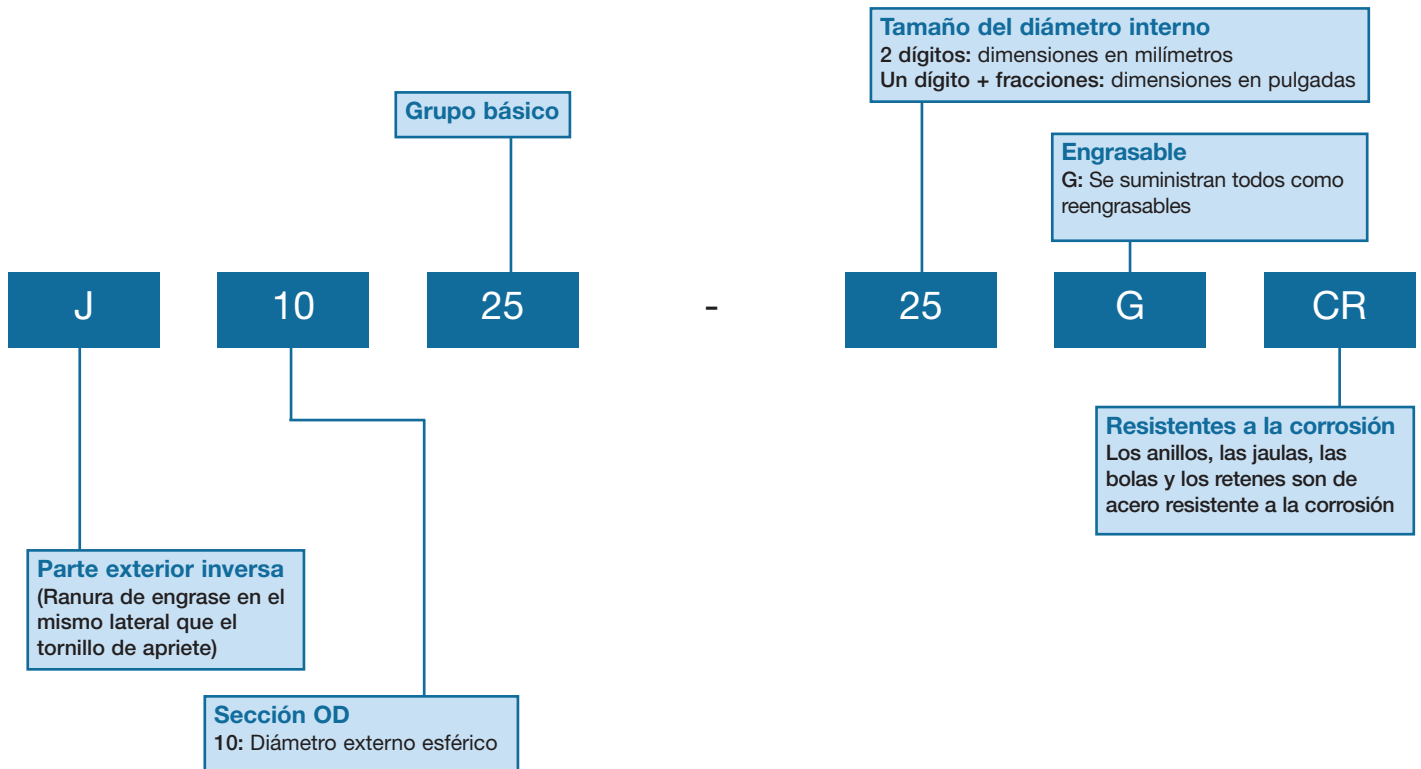 Tamaño del diámetro interno
2 dígitos: dimensiones en milímetros
Un dígito + fracciones: dimensiones en pulgadas
Grupo básico
Engrasable
G: Se suministran todos como
reengrasables
J 10 25 - 25 G CR
Resistentes a la corrosión
Los anillos, las jaulas, las
bolas y los retenes son de
acero resistente a la corrosión
Parte exterior inversa
(Ranura de engrase en el
mismo lateral que el
tornillo de apriete)
Sección OD
10: Diámetro externo esférico